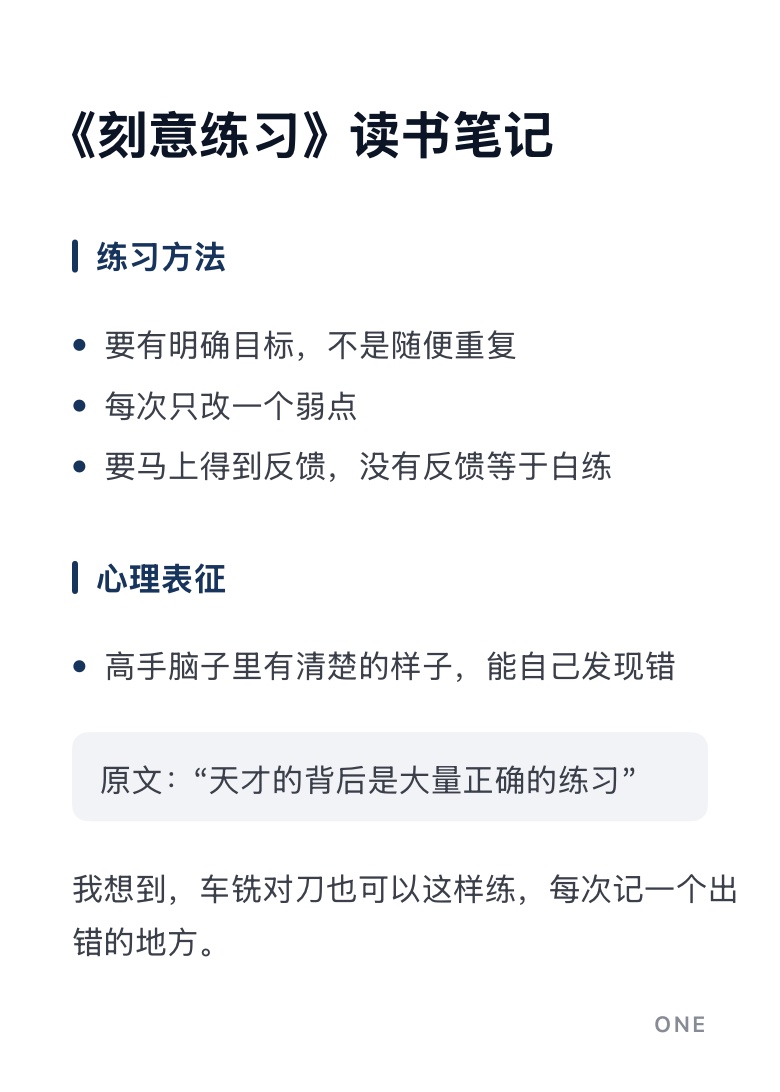 《刻意练习》读书笔记
练习方法
要有明确目标，不是随便重复
每次只改一个弱点
要马上得到反馈，没有反馈等于白练
心理表征
高手脑子里有清楚的样子，能自己发现错
原文：“天才的背后是大量正确的练习”
我想到，车铣对刀也可以这样练，每次记一个出
错的地方。
ONE